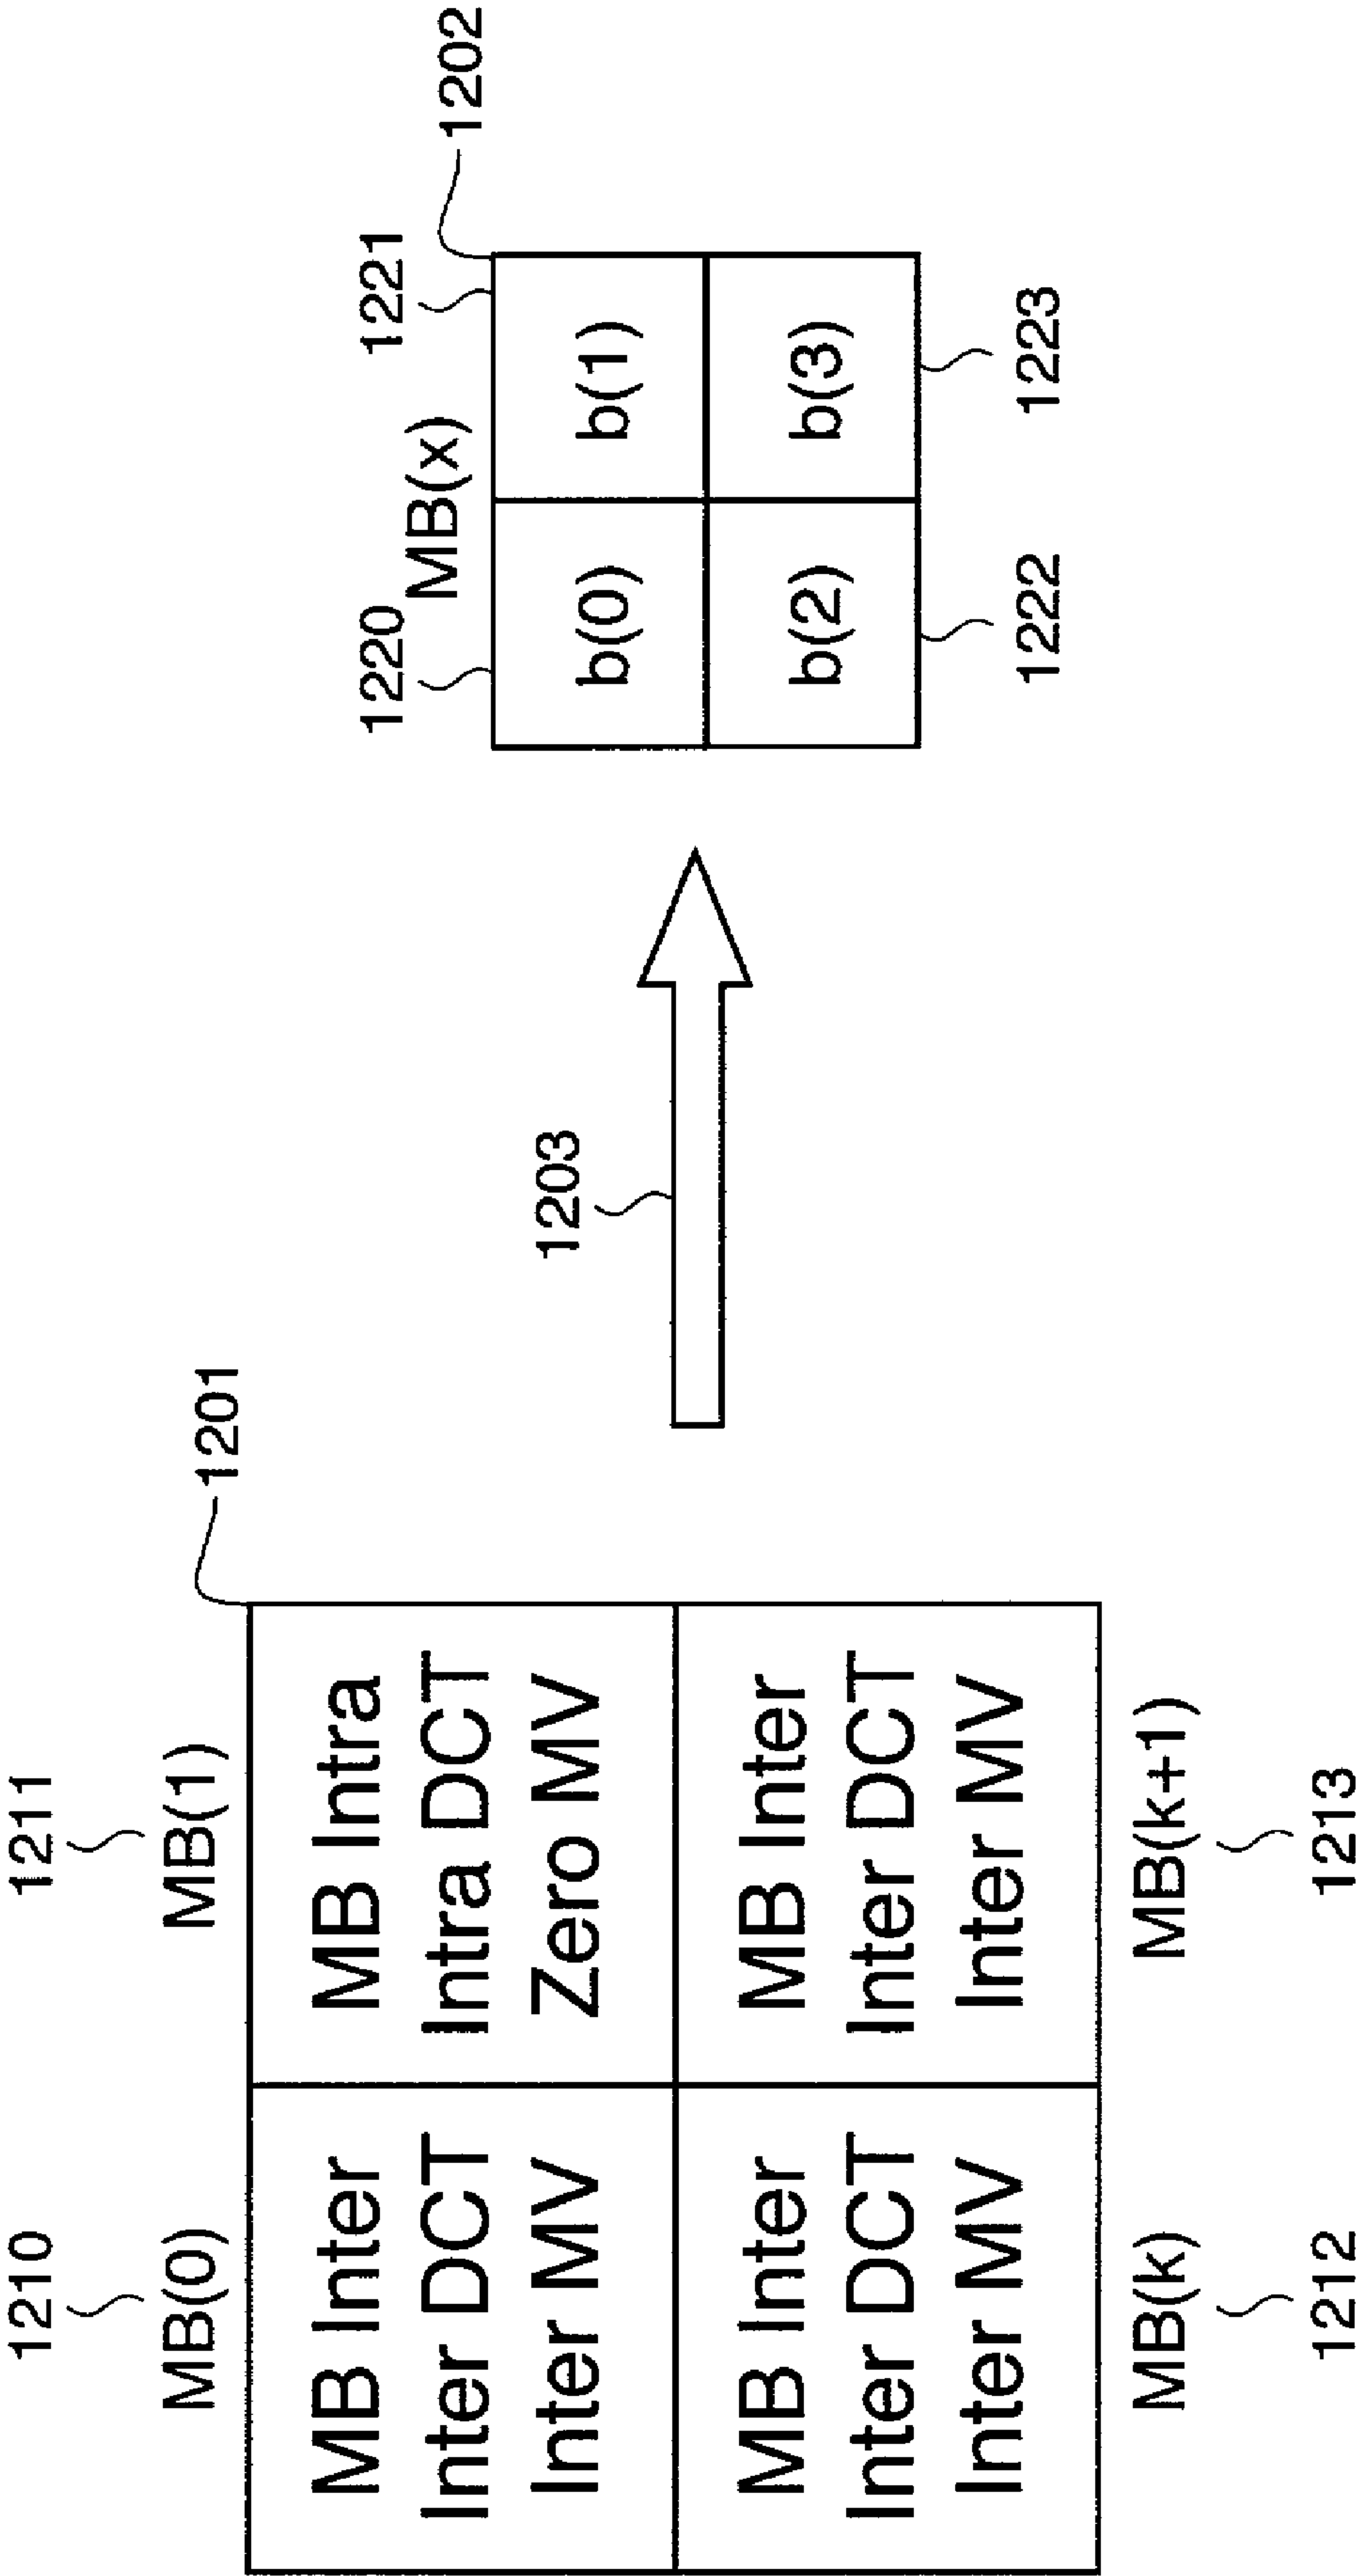 1210
1211
MB(0)
MB(1)
1201
MB Inter
Inter DCT
Inter MV
MB Intra
Intra DCT
Zero MV
MB Inter
Inter DCT
Inter MV
MB Inter
Inter DCT
Inter MV
MB(k)
MB(k+1)
1212
1213
1203
1220
MB(x)
1221
1202
b(0)
b(1)
b(2)
b(3)
1222
1223